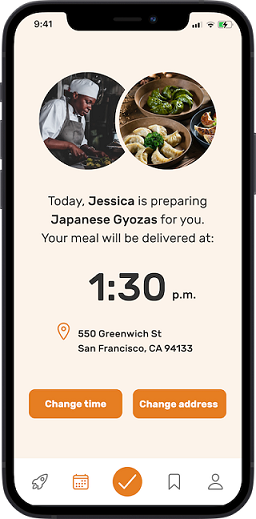 9:41
Today, Jessica is preparing
Japanese Gyozas for you.
Your meal will be delivered at:
1:30 p.m.
550 Greenwich St
San Francisco, CA 94133
Change time
Change address